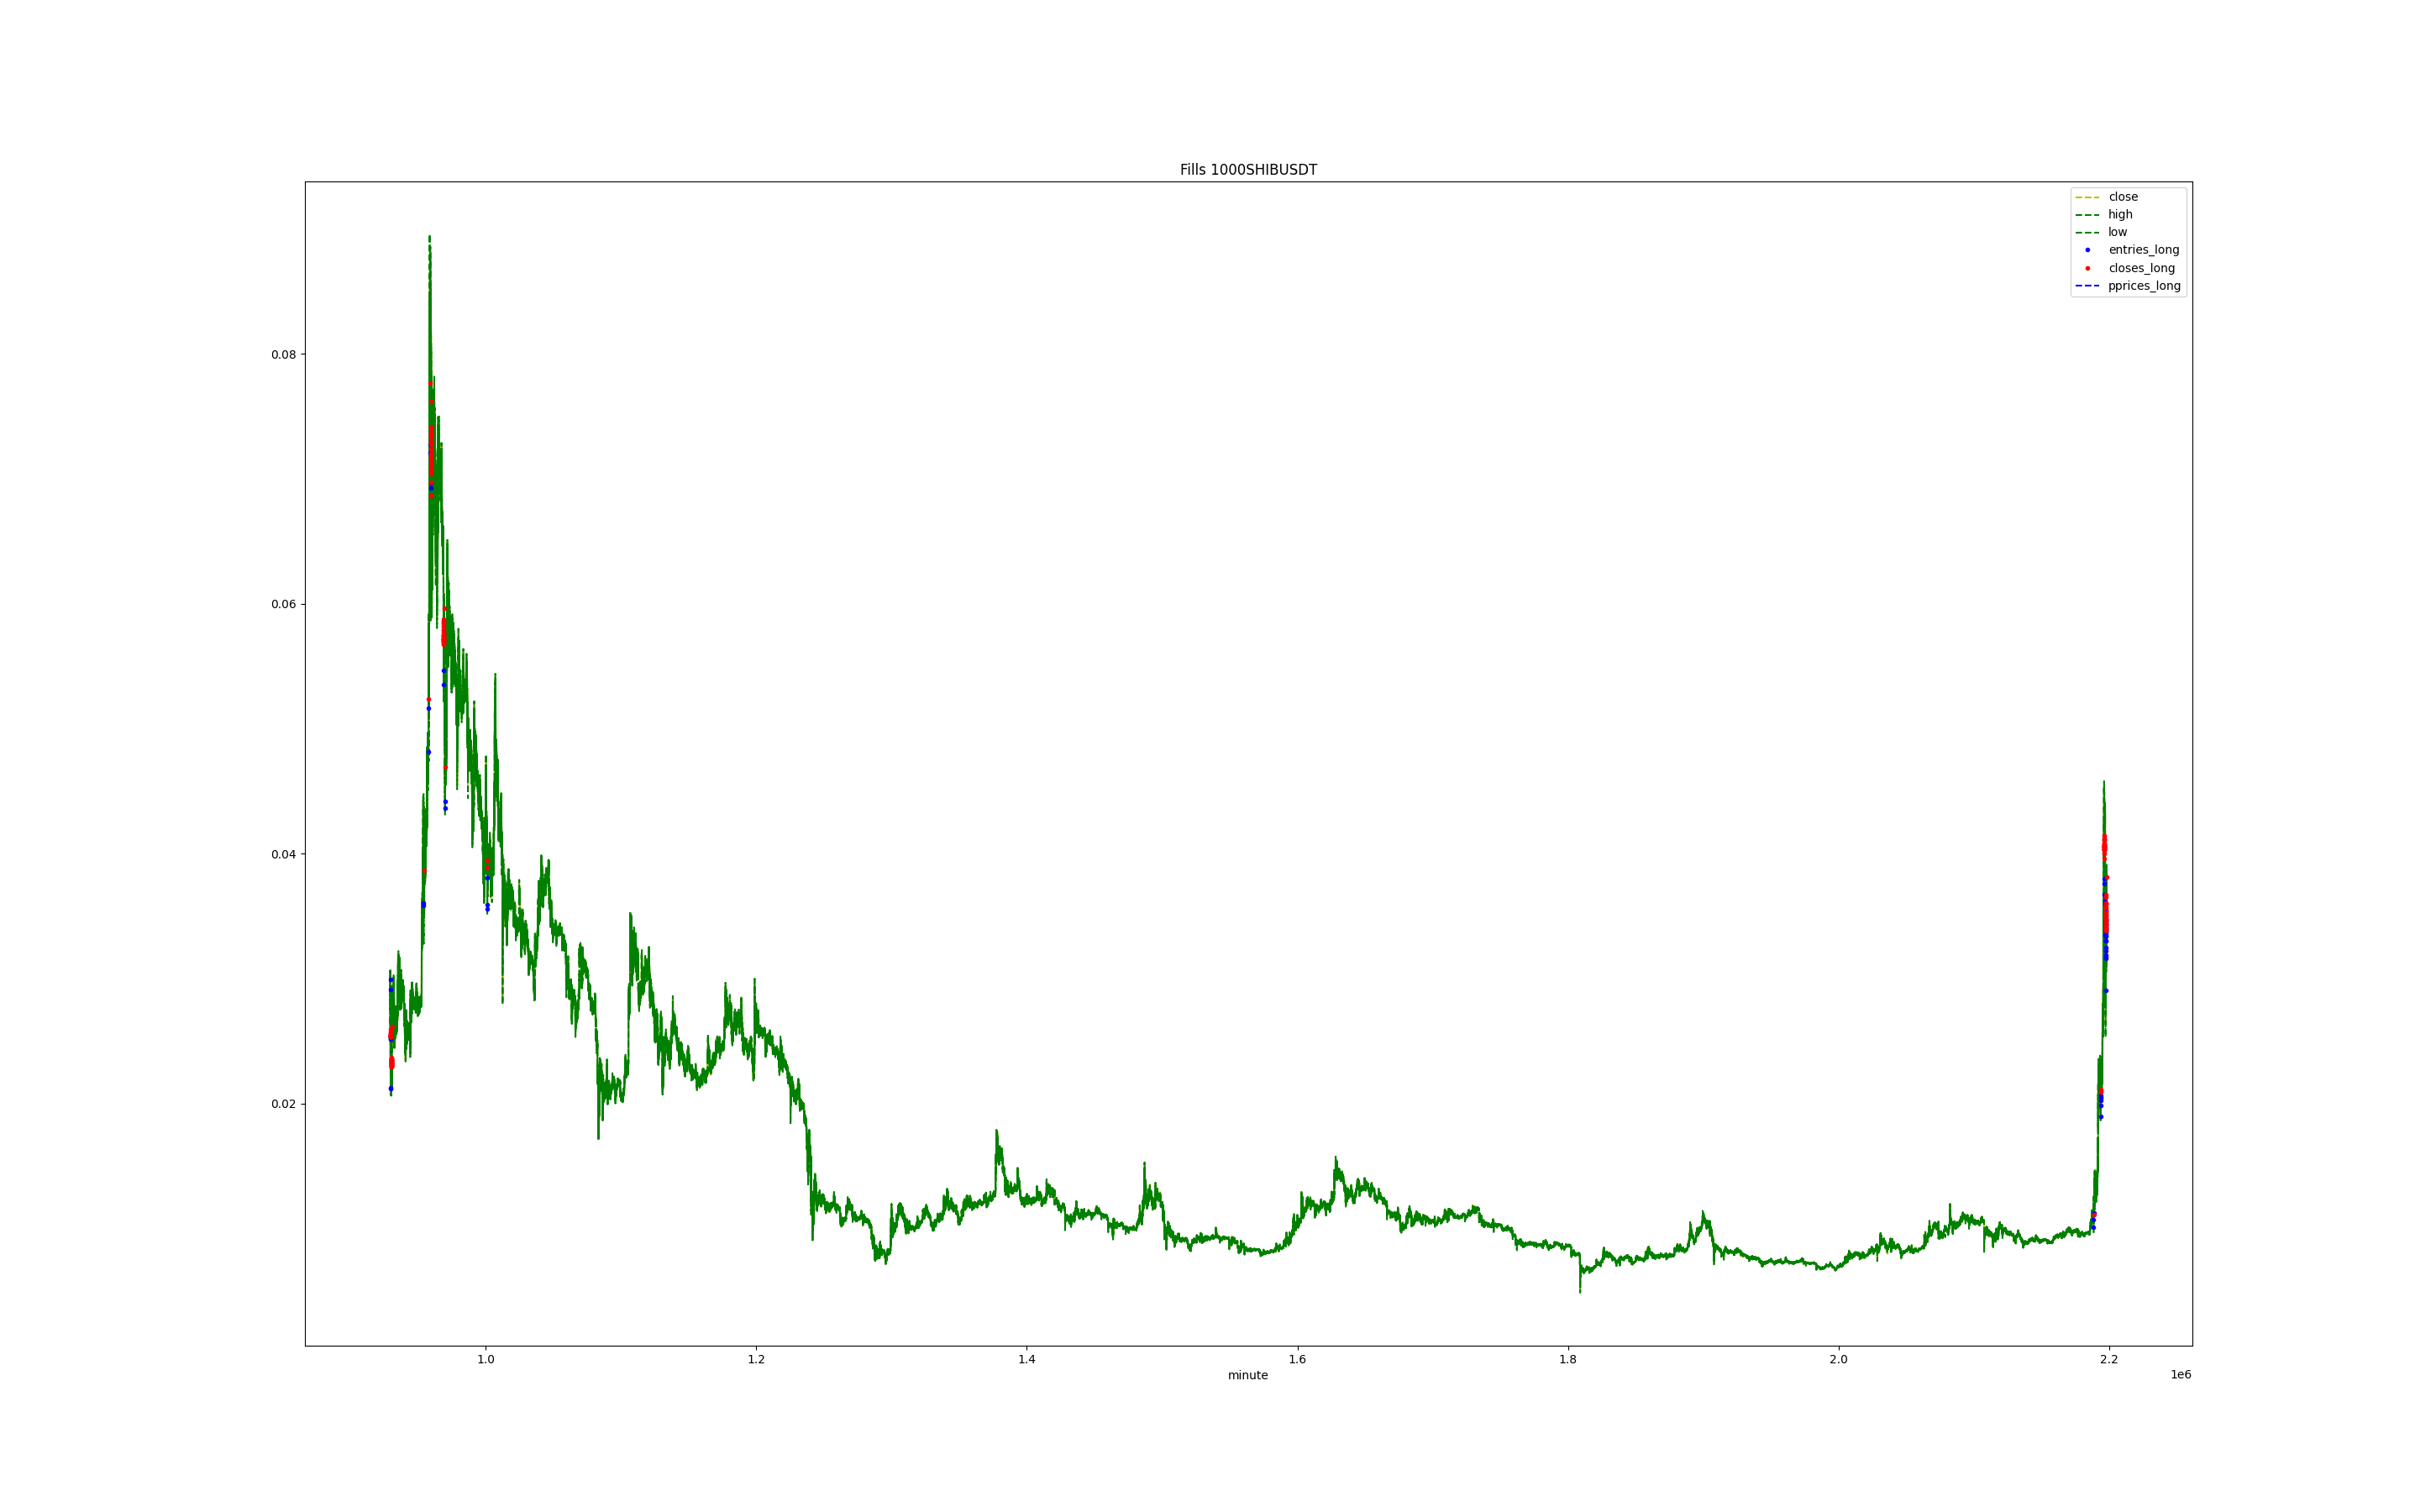 Fills 1000SHIBUSDT
close
high
low
entries_long
closes_long
pprices_long
0.08
0.06
0.04
0.02
1.0 1.2 1.4 1.6 1.8 2.0 2.2
minute
1e6